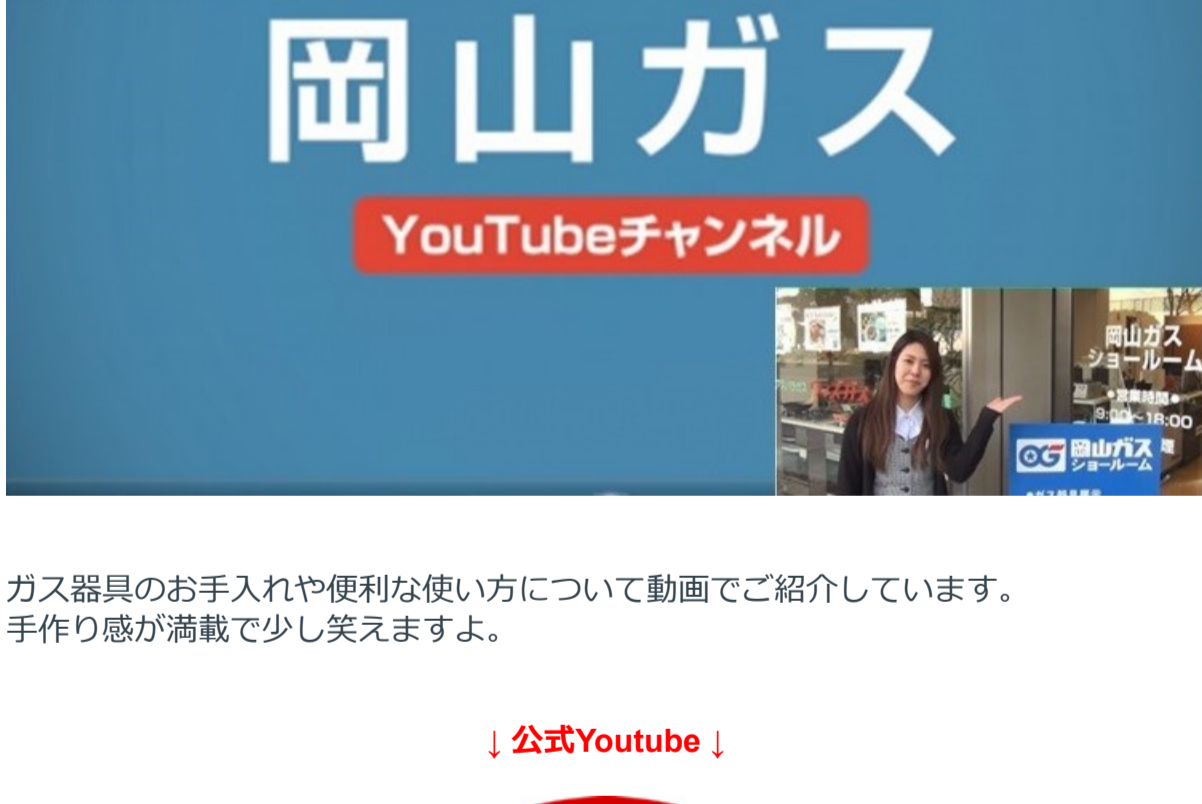 岡山ガス
YouTubeチャンネル
岡山ガス
ショールーム
●営業時間●
9:00～18:00
OG 岡山ガス
ショールーム
ガス器具のお手入れや便利な使い方について動画でご紹介しています。
手作り感が満載で少し笑えますよ。
↓ 公式Youtube ↓